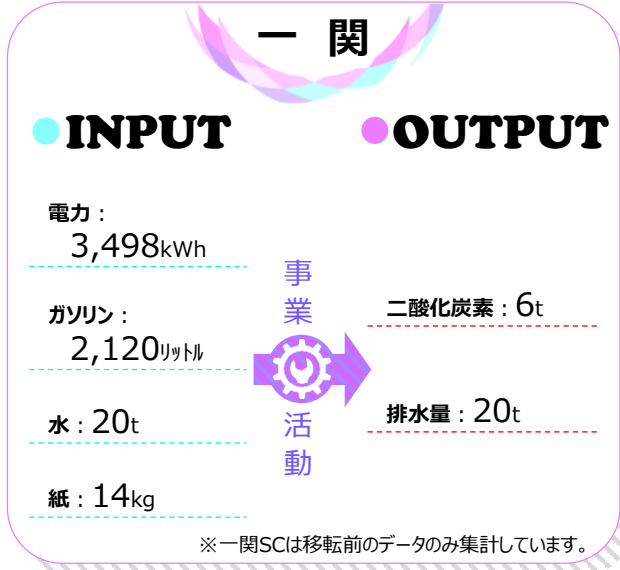 一 関
●INPUT
電力：
3,498kWh
ガソリン：
2,120リットル
水：20t
紙：14kg
事業活動
●OUTPUT
二酸化炭素：6t
排水量：20t
※一関SCは移転前のデータのみ集計しています。